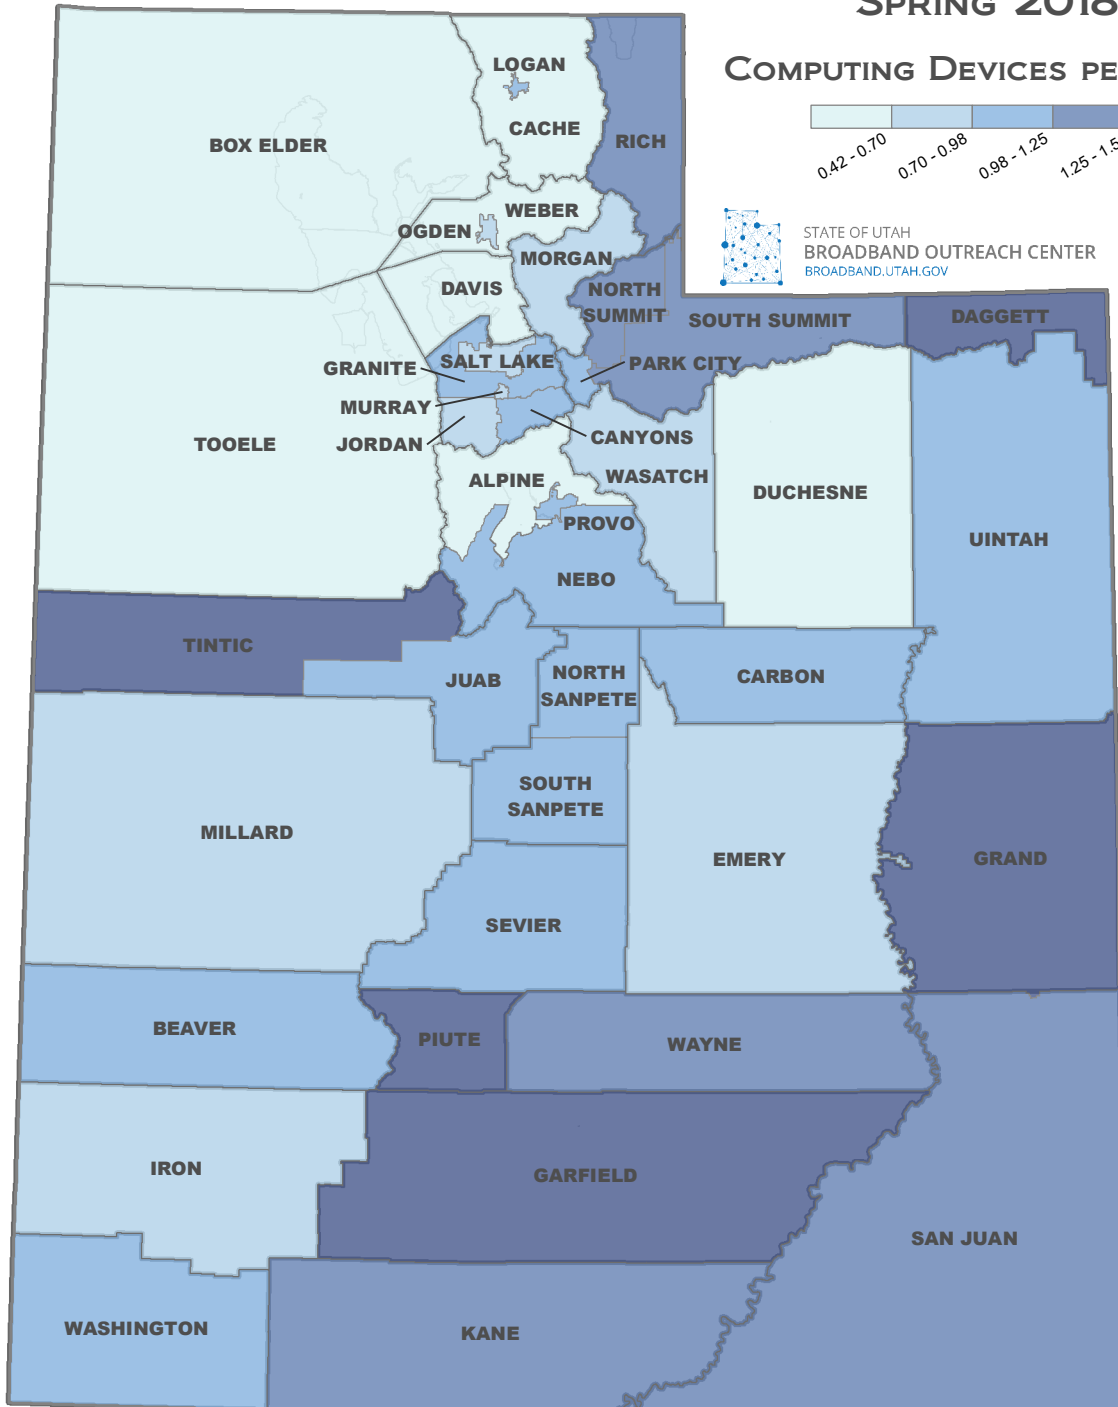 SPRING 2018
COMPUTING DEVICES PE
0.42 - 0.70
0.70 - 0.98
0.98 - 1.25
1.25 - 1.5
STATE OF UTAH
BROADBAND OUTREACH CENTER
BROADBAND.UTAH.GOV
LOGAN
CACHE
RICH
BOX ELDER
WEBER
OGDEN
MORGAN
DAVIS
NORTH
SUMMIT
SOUTH SUMMIT
DAGGETT
SALT LAKE
GRANITE
PARK CITY
MURRAY
JORDAN
CANYONS
TOOELE
ALPINE
WASATCH
DUCHESNE
PROVO
UINTAH
NEBO
TINTIC
JUAB
NORTH
SANPETE
CARBON
SOUTH
SANPETE
MILLARD
EMERY
GRAND
SEVIER
BEAVER
PIUTE
WAYNE
IRON
GARFIELD
SAN JUAN
WASHINGTON
KANE